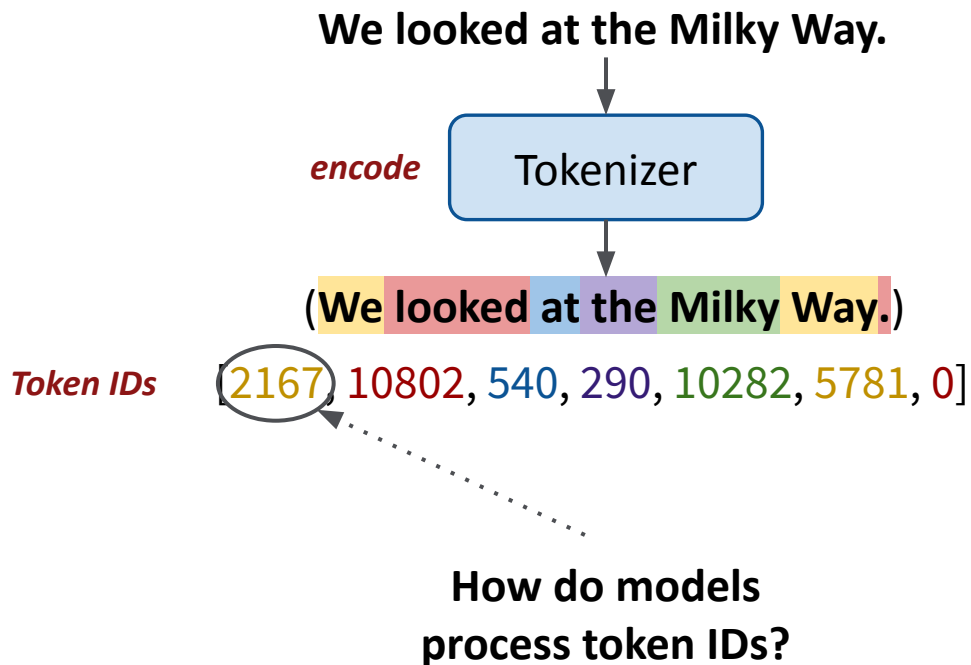 We looked at the Milky Way.
encode
Tokenizer
(We looked at the Milky Way.)
Token IDs
[2167, 10802, 540, 290, 10282, 5781, 0]
How do models
process token IDs?